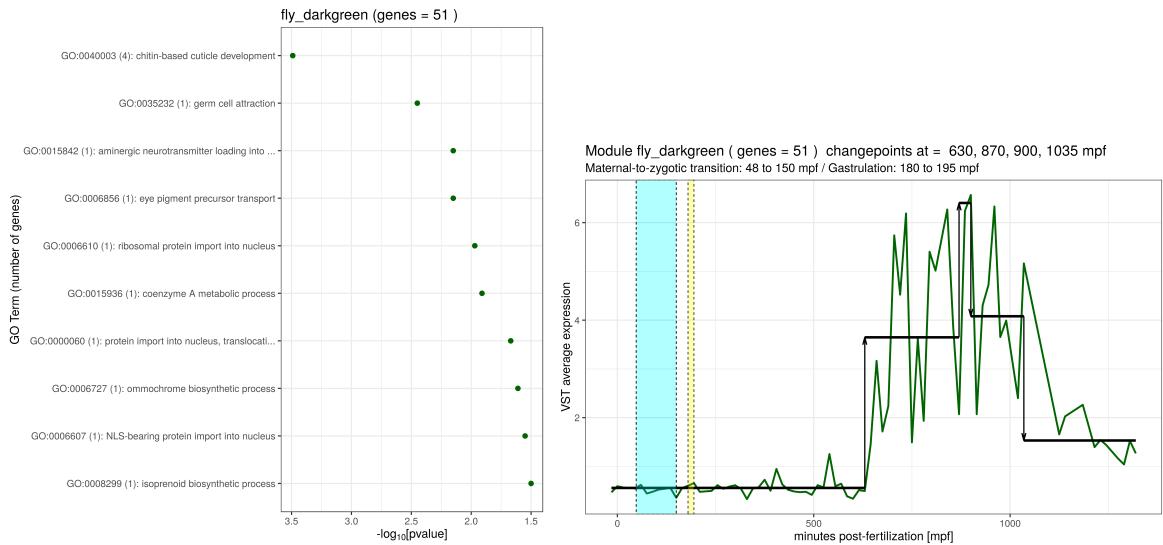 fly_darkgreen (genes = 51 )
GO Term (number of genes)
GO:0040003 (4): chitin-based cuticle development
GO:0035232 (1): germ cell attraction
GO:0015842 (1): aminergic neurotransmitter loading into ...
GO:0006856 (1): eye pigment precursor transport
GO:0006610 (1): ribosomal protein import into nucleus
GO:0015936 (1): coenzyme A metabolic process
GO:0000060 (1): protein import into nucleus, translocati...
GO:0006727 (1): ommochrome biosynthetic process
GO:0006607 (1): NLS-bearing protein import into nucleus
GO:0008299 (1): isoprenoid biosynthetic process
3.5 3.0 2.5 2.0 1.5
-log10[pvalue]
Module fly_darkgreen ( genes = 51 ) changepoints at = 630, 870, 900, 1035 mpf
Maternal-to-zygotic transition: 48 to 150 mpf / Gastrulation: 180 to 195 mpf
VST average expression
6
4
2
0 500 1000
minutes post-fertilization [mpf]